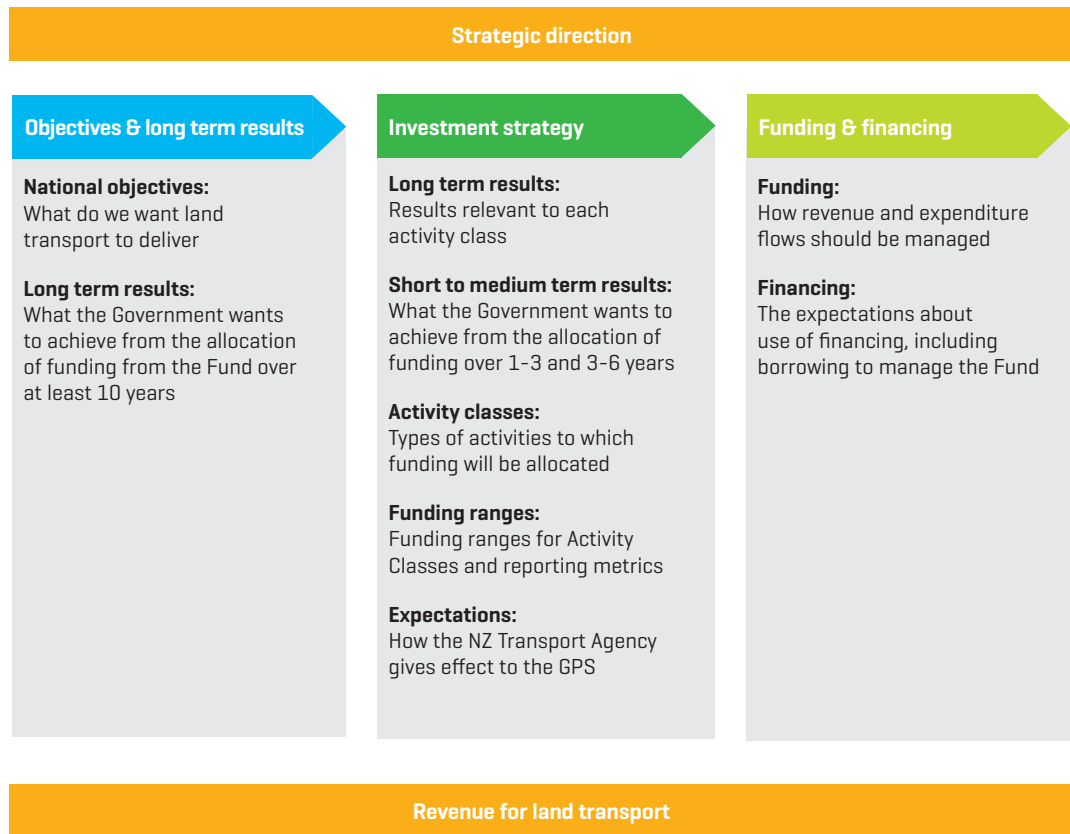 Strategic direction
Objectives & long term results
National objectives:
What do we want land
transport to deliver
Long term results:
What the Government wants
to achieve from the allocation
of funding from the Fund over
at least 10 years
Investment strategy
Long term results:
Results relevant to each
activity class
Short to medium term results:
What the Government wants to
achieve from the allocation of
funding over 1-3 and 3-6 years
Activity classes:
Types of activities to which
funding will be allocated
Funding ranges:
Funding ranges for Activity
Classes and reporting metrics
Expectations:
How the NZ Transport Agency
gives effect to the GPS
Funding & financing
Funding:
How revenue and expenditure
flows should be managed
Financing:
The expectations about
use of financing, including
borrowing to manage the Fund
Revenue for land transport